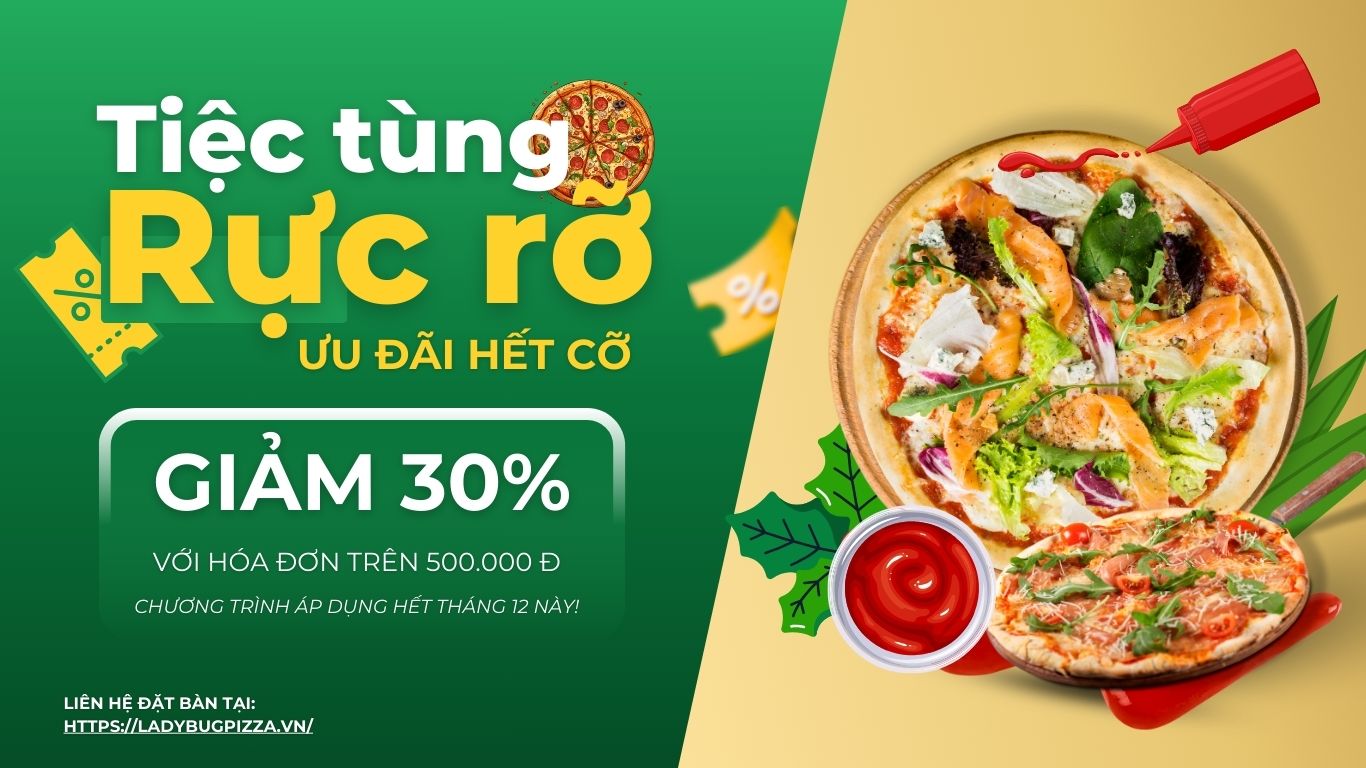 Tiệc tùng
Rực rỡ
ƯU ĐÃI HẾT CỠ
%
%
GIẢM 30%
VỚI HÓA ĐƠN TRÊN 500.000 Đ
CHƯƠNG TRÌNH ÁP DỤNG HẾT THÁNG 12 NÀY!
LIÊN HỆ ĐẶT BÀN TẠI:
HTTPS://LADYBUGPIZZA.VN/